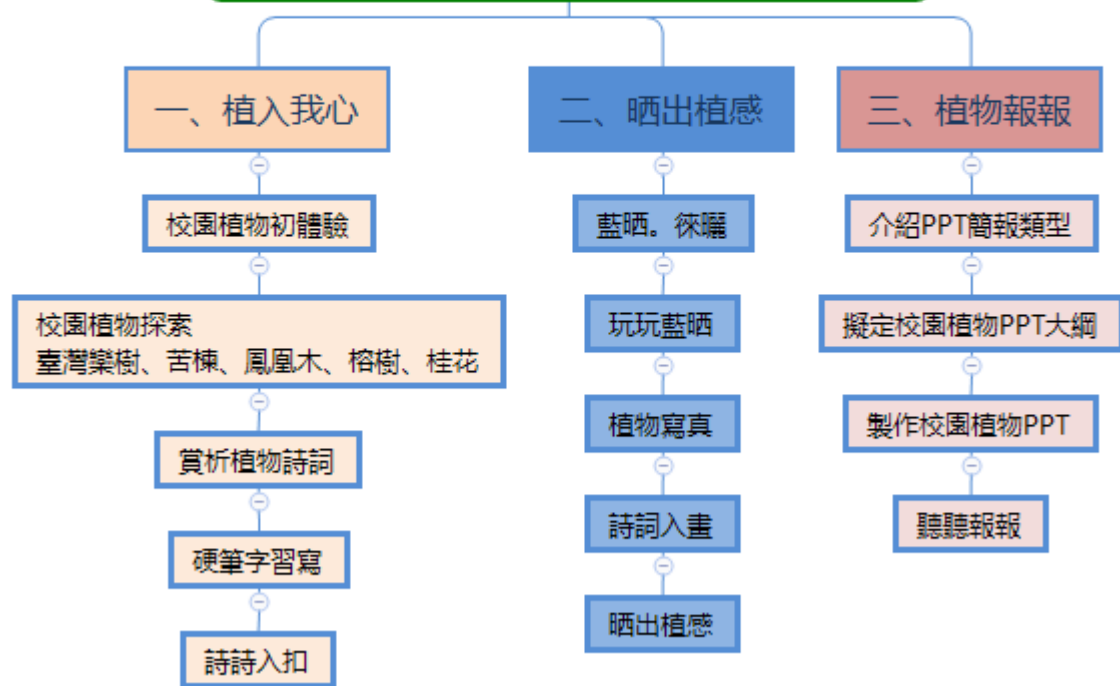 一、植入我心
校園植物初體驗
校園植物探索
臺灣欒樹、苦楝、鳳凰木、榕樹、桂花
賞析植物詩詞
硬筆字習寫
詩詩入扣
二、晒出植感
藍晒。徠曬
玩玩藍晒
植物寫真
詩詞入畫
晒出植感
三、植物報報
介紹PPT簡報類型
擬定校園植物PPT大綱
製作校園植物PPT
聽聽報報